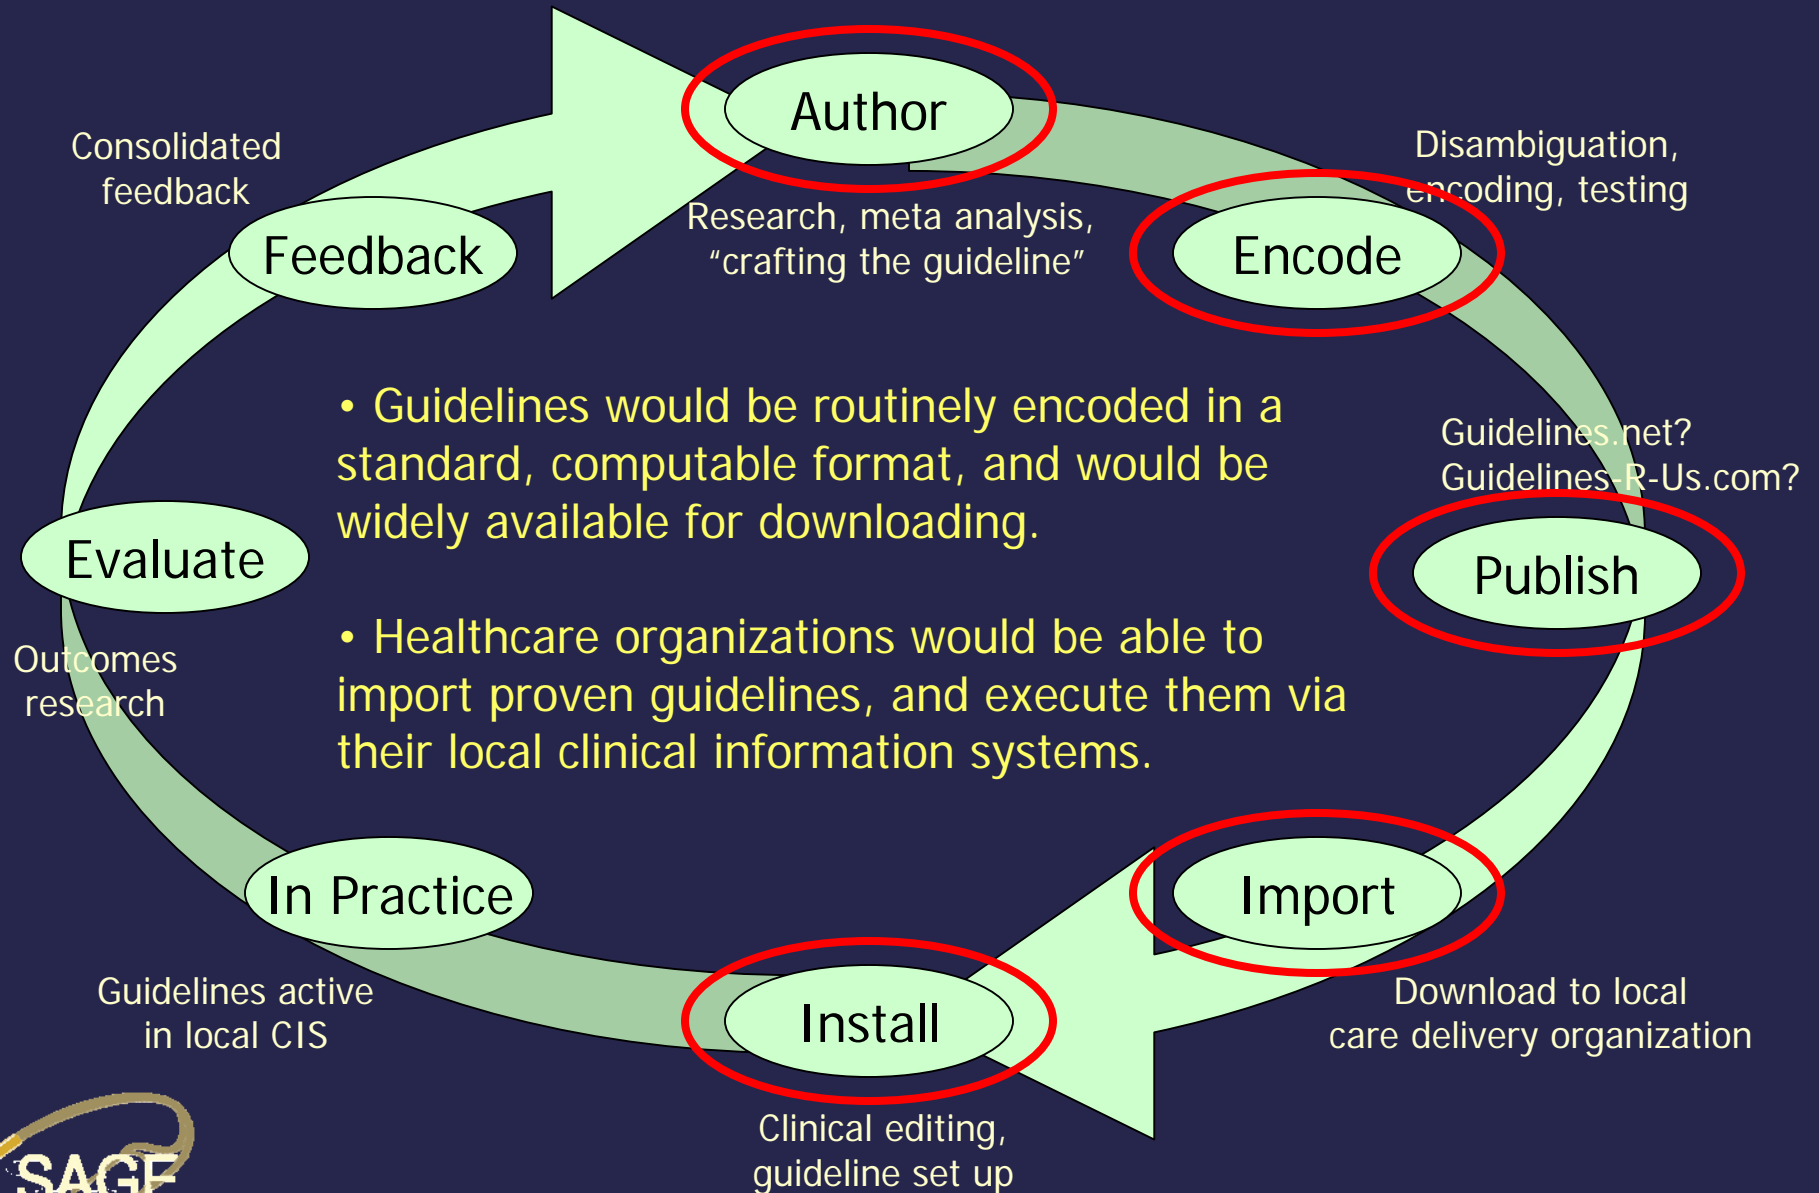 Author
Consolidated
feedback
Disambiguation,
encoding, testing
Research, meta analysis,
“crafting the guideline”
Feedback
Encode
• Guidelines would be routinely encoded in a
standard, computable format, and would be
widely available for downloading.
Guidelines.net?
Guidelines-R-Us.com?
Evaluate
Publish
• Healthcare organizations would be able to
import proven guidelines, and execute them via
their local clinical information systems.
Outcomes
research
In Practice
Import
Guidelines active
in local CIS
Install
Download to local
care delivery organization
Clinical editing,
guideline set up
SAGE